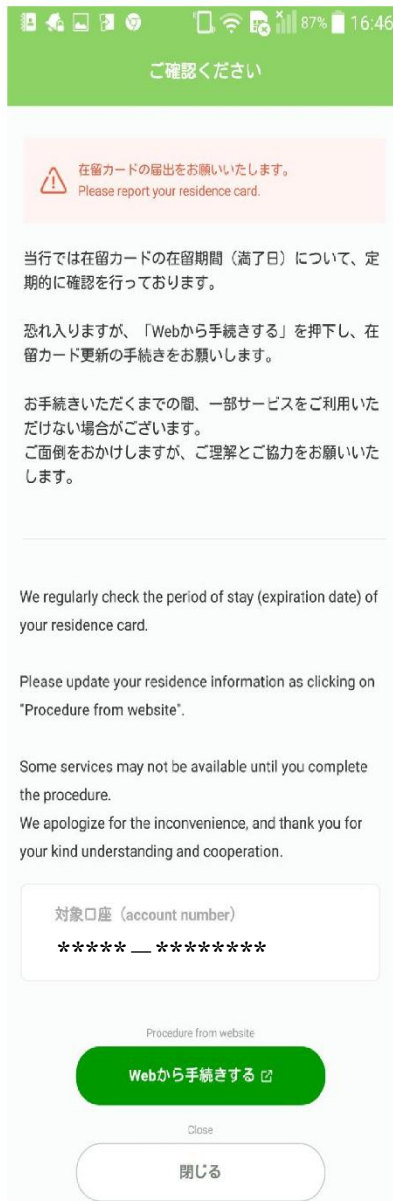 87% 16:46
ご確認ください
在留カードの届出をお願いいたします。
Please report your residence card.
当行では在留カードの在留期間（満了日）について、定
期的に確認を行っております。
恐れ入りますが、「Webから手続きする」を押下し、在
留カード更新の手続きをお願いします。
お手続きいただくまでの間、一部サービスをご利用いた
だけない場合がございます。
ご面倒をおかけしますが、ご理解とご協力をお願いいた
します。
We regularly check the period of stay (expiration date) of
your residence card.
Please update your residence information as clicking on
"Procedure from website".
Some services may not be available until you complete
the procedure.
We apologize for the inconvenience, and thank you for
your kind understanding and cooperation.
対象口座（account number）
*****—********
Procedure from website
Webから手続きする
Close
閉じる